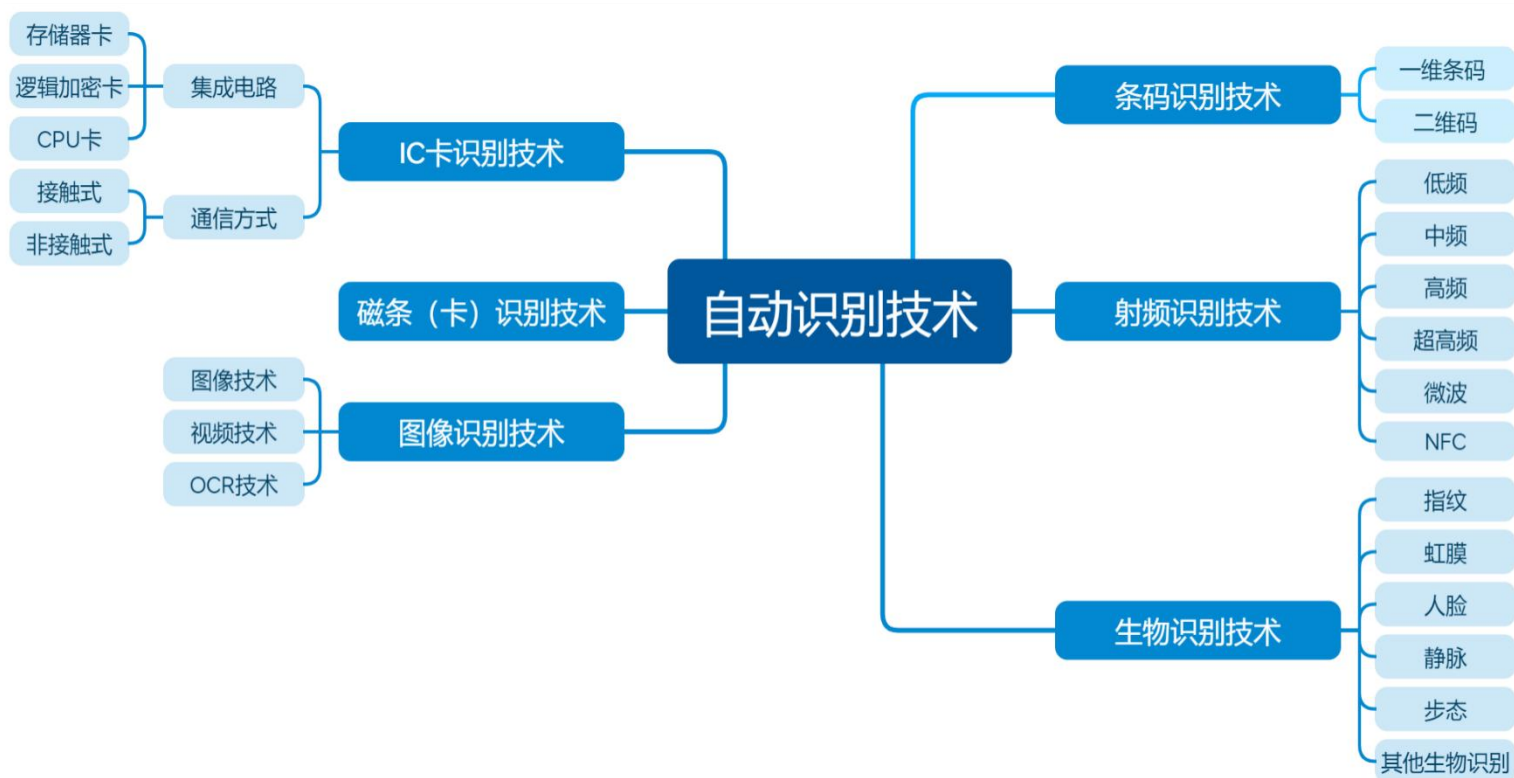 存储器卡
逻辑加密卡
CPU卡
集成电路
接触式
非接触式
通信方式
IC卡识别技术
磁条（卡）识别技术
图像技术
视频技术
OCR技术
图像识别技术
自动识别技术
条码识别技术
一维条码
二维码
射频识别技术
低频
中频
高频
超高频
微波
NFC
生物识别技术
指纹
虹膜
人脸
静脉
步态
其他生物识别